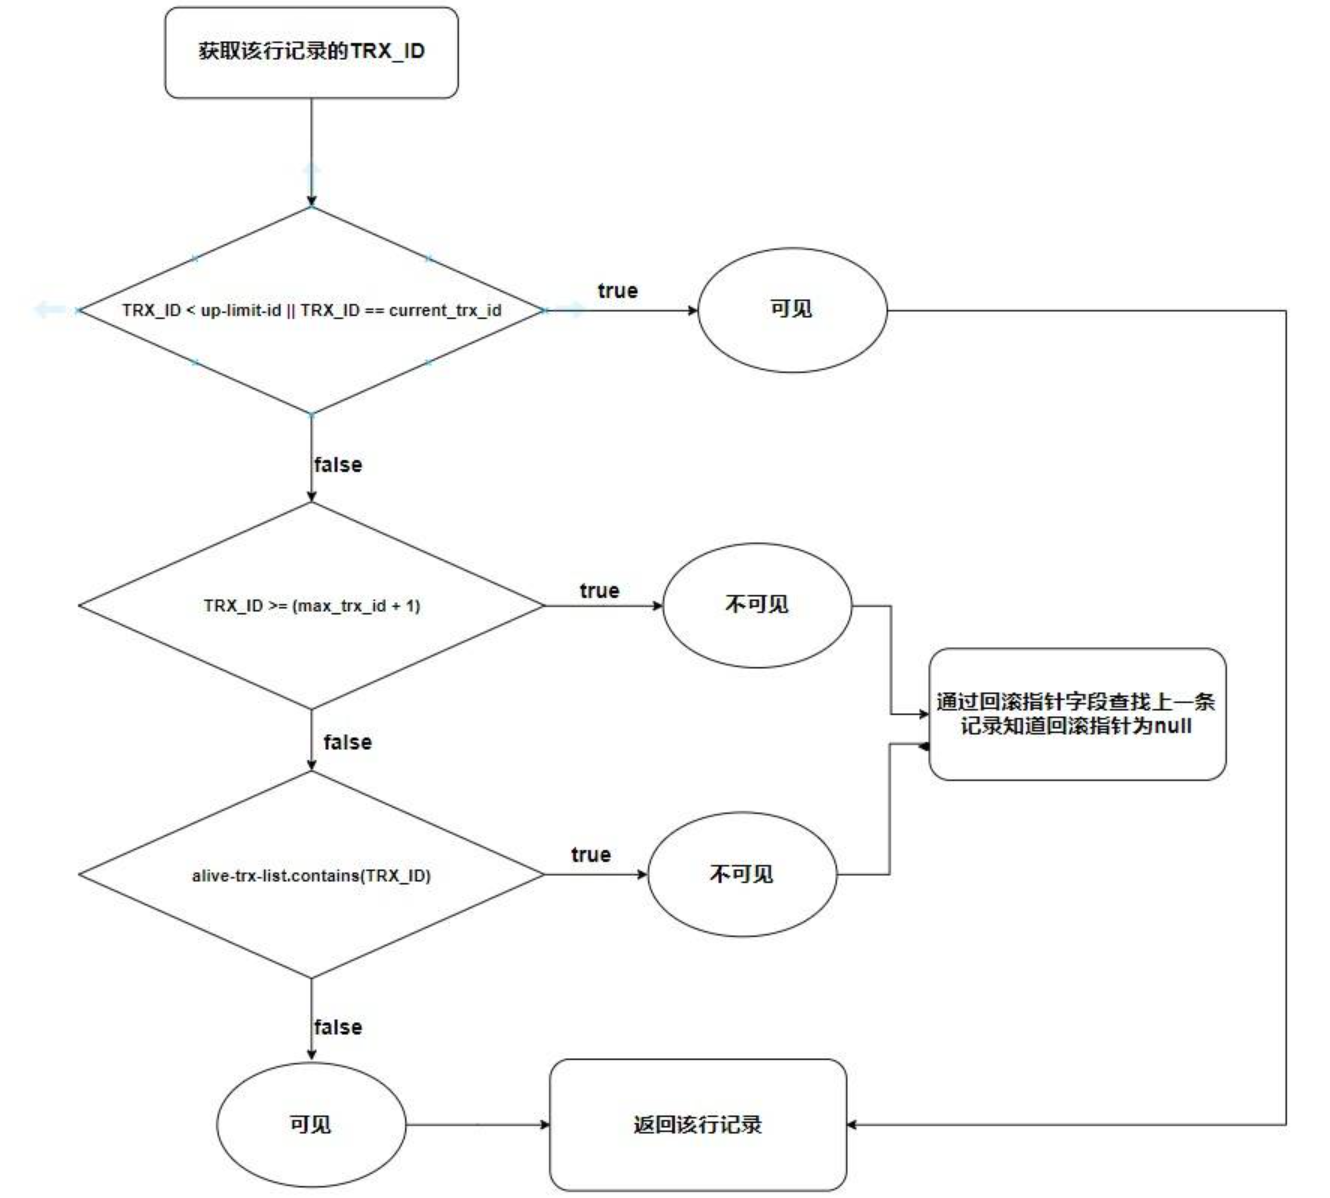 获取该行记录的TRX_ID
TRX_ID < up-limit-id || TRX_ID == current_trx_id
true
可见
false
TRX_ID >= (max_trx_id + 1)
true
不可见
通过回滚指针字段查找上一条
记录知道回滚指针为null
false
alive-trx-list.contains(TRX_ID)
true
不可见
false
可见
返回该行记录